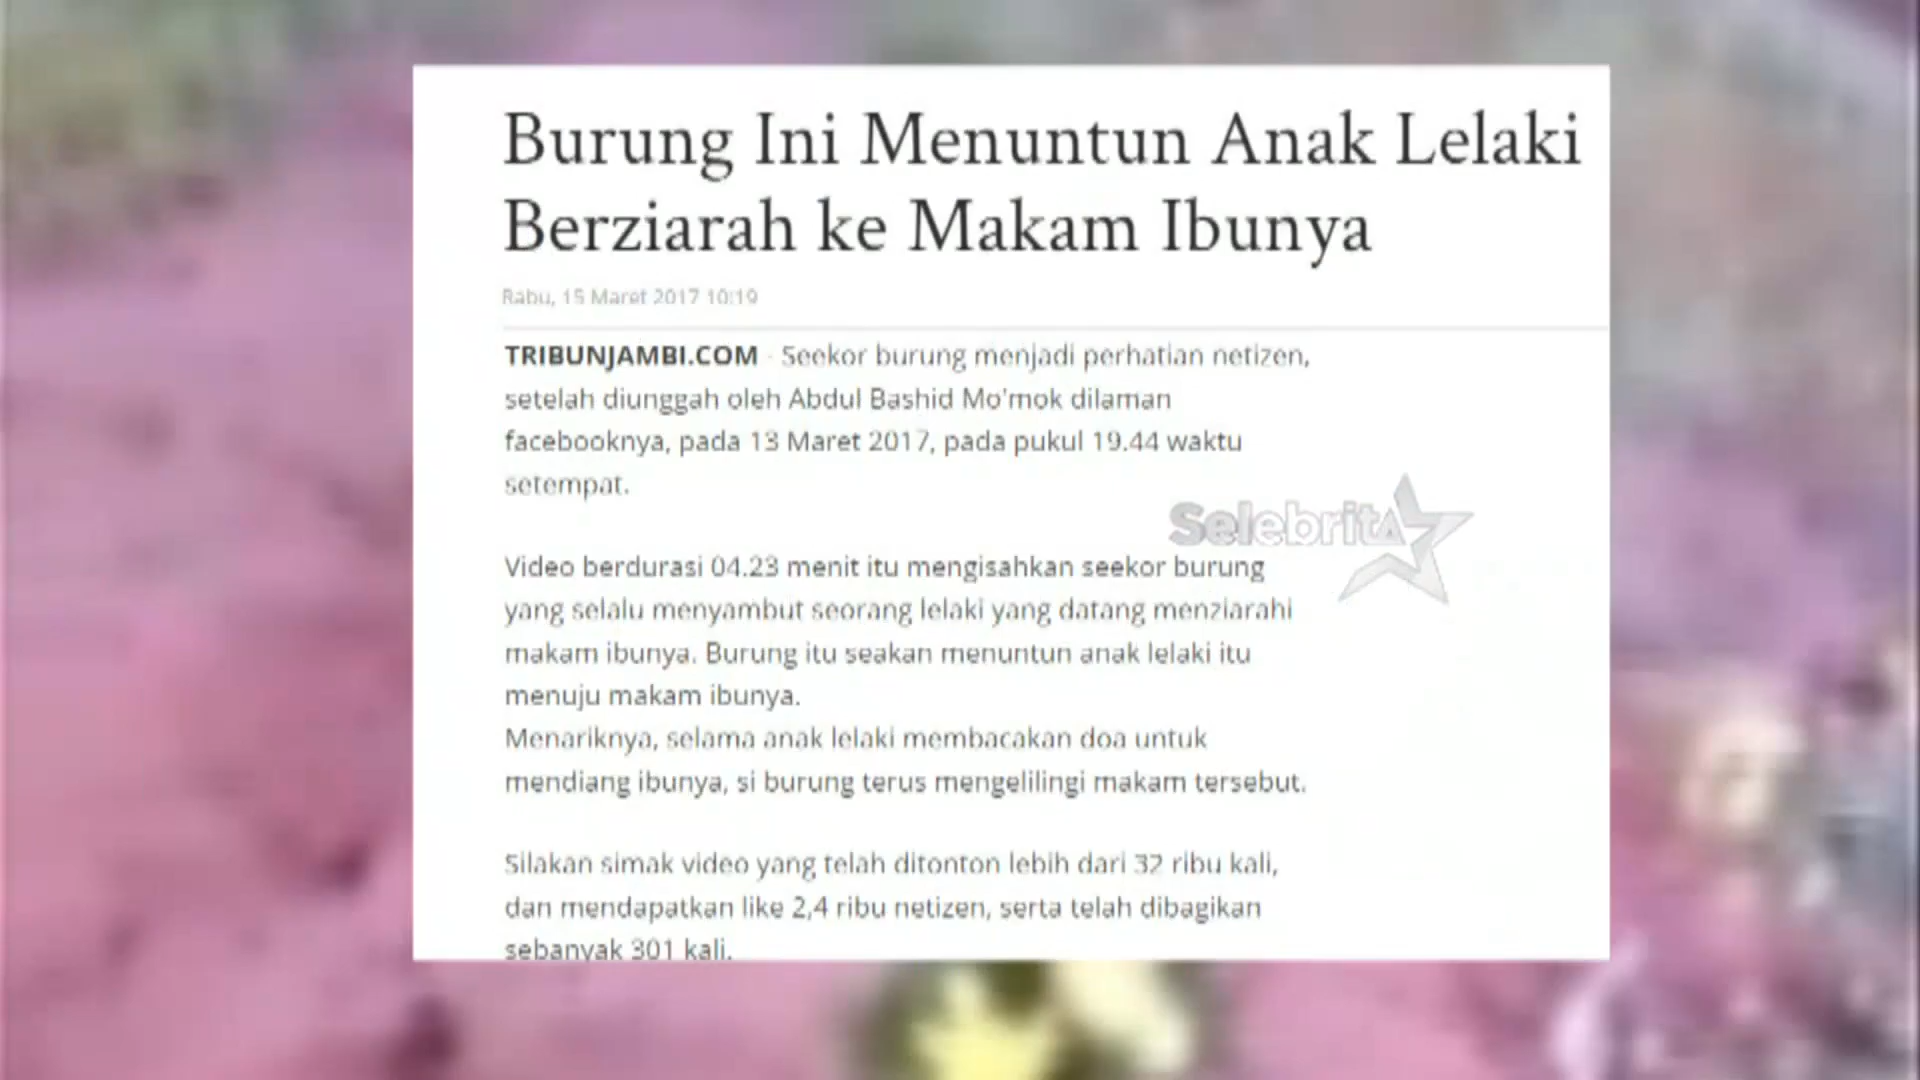 Burung Ini Menuntun Anak Lelaki
Berziarah ke Makam Ibunya
Rabu, 15 Maret 2017 10:19
TRIBUNJAMBI.COM - Seekor burung menjadi perhatian netizen,
setelah diunggah oleh Abdul Bashid Mo'mok dilaman
facebooknya, pada 13 Maret 2017, pada pukul 19.44 waktu
setempat.
Selebrita
Video berdurasi 04.23 menit itu mengisahkan seekor burung
yang selalu menyambut seorang lelaki yang datang menziarahi
makam ibunya. Burung itu seakan menuntun anak lelaki itu
menuju makam ibunya.
Menariknya, selama anak lelaki membacakan doa untuk
mendiang ibunya, si burung terus mengelilingi makam tersebut.
Silakan simak video yang telah ditonton lebih dari 32 ribu kali,
dan mendapatkan like 2,4 ribu netizen, serta telah dibagikan
sebanyak 301 kali.